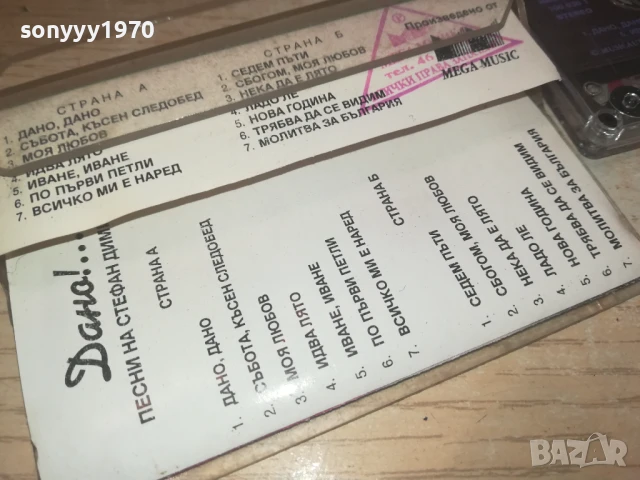 sonyyy1970
СТРАНА А
1. ДАНО, ДАНО
2. СЪБОТА, КЪСЕН СЛЕДОБЕД
3. МОЯ ЛЮБОВ
4. ИДВА ЛЯТО
5. ИВАНЕ, ИВАНЕ
6. ПО ПЪРВИ ПЕТЛИ
7. ВСИЧКО МИ Е НАРЕД
СТРАНА Б
1. СЕДЕМ ПЪТИ
2. СБОГОМ, МОЯ ЛЮБОВ
3. НЕКА ДА Е ЛЯТО
4. ЛАДО ЛЕ
5. НОВА ГОДИНА
6. ТРЯБВА ДА СЕ ВИДИМ
7. МОЛИТВА ЗА БЪЛГАРИЯ
Произведено от
тел. 46
ПРАВА
MEGA MUSIC
Дано!...
ПЕСНИ НА СТЕФАН ДИМ
СТРАНА А
1. ДАНО, ДАНО
2. СЪБОТА, КЪСЕН СЛЕДОБЕД
3. МОЯ ЛЮБОВ
4. ИДВА ЛЯТО
5. ИВАНЕ, ИВАНЕ
6. ПО ПЪРВИ ПЕТЛИ
7. ВСИЧКО МИ Е НАРЕД
СТРАНА Б
1. СЕДЕМ ПЪТИ
2. СБОГОМ, МОЯ ЛЮБОВ
3. НЕКА ДА Е ЛЯТО
4. ЛАДО ЛЕ
5. НОВА ГОДИНА
6. ТРЯБВА ДА СЕ ВИДИМ
7. МОЛИТВА ЗА БЪЛГАРИЯ
bazar